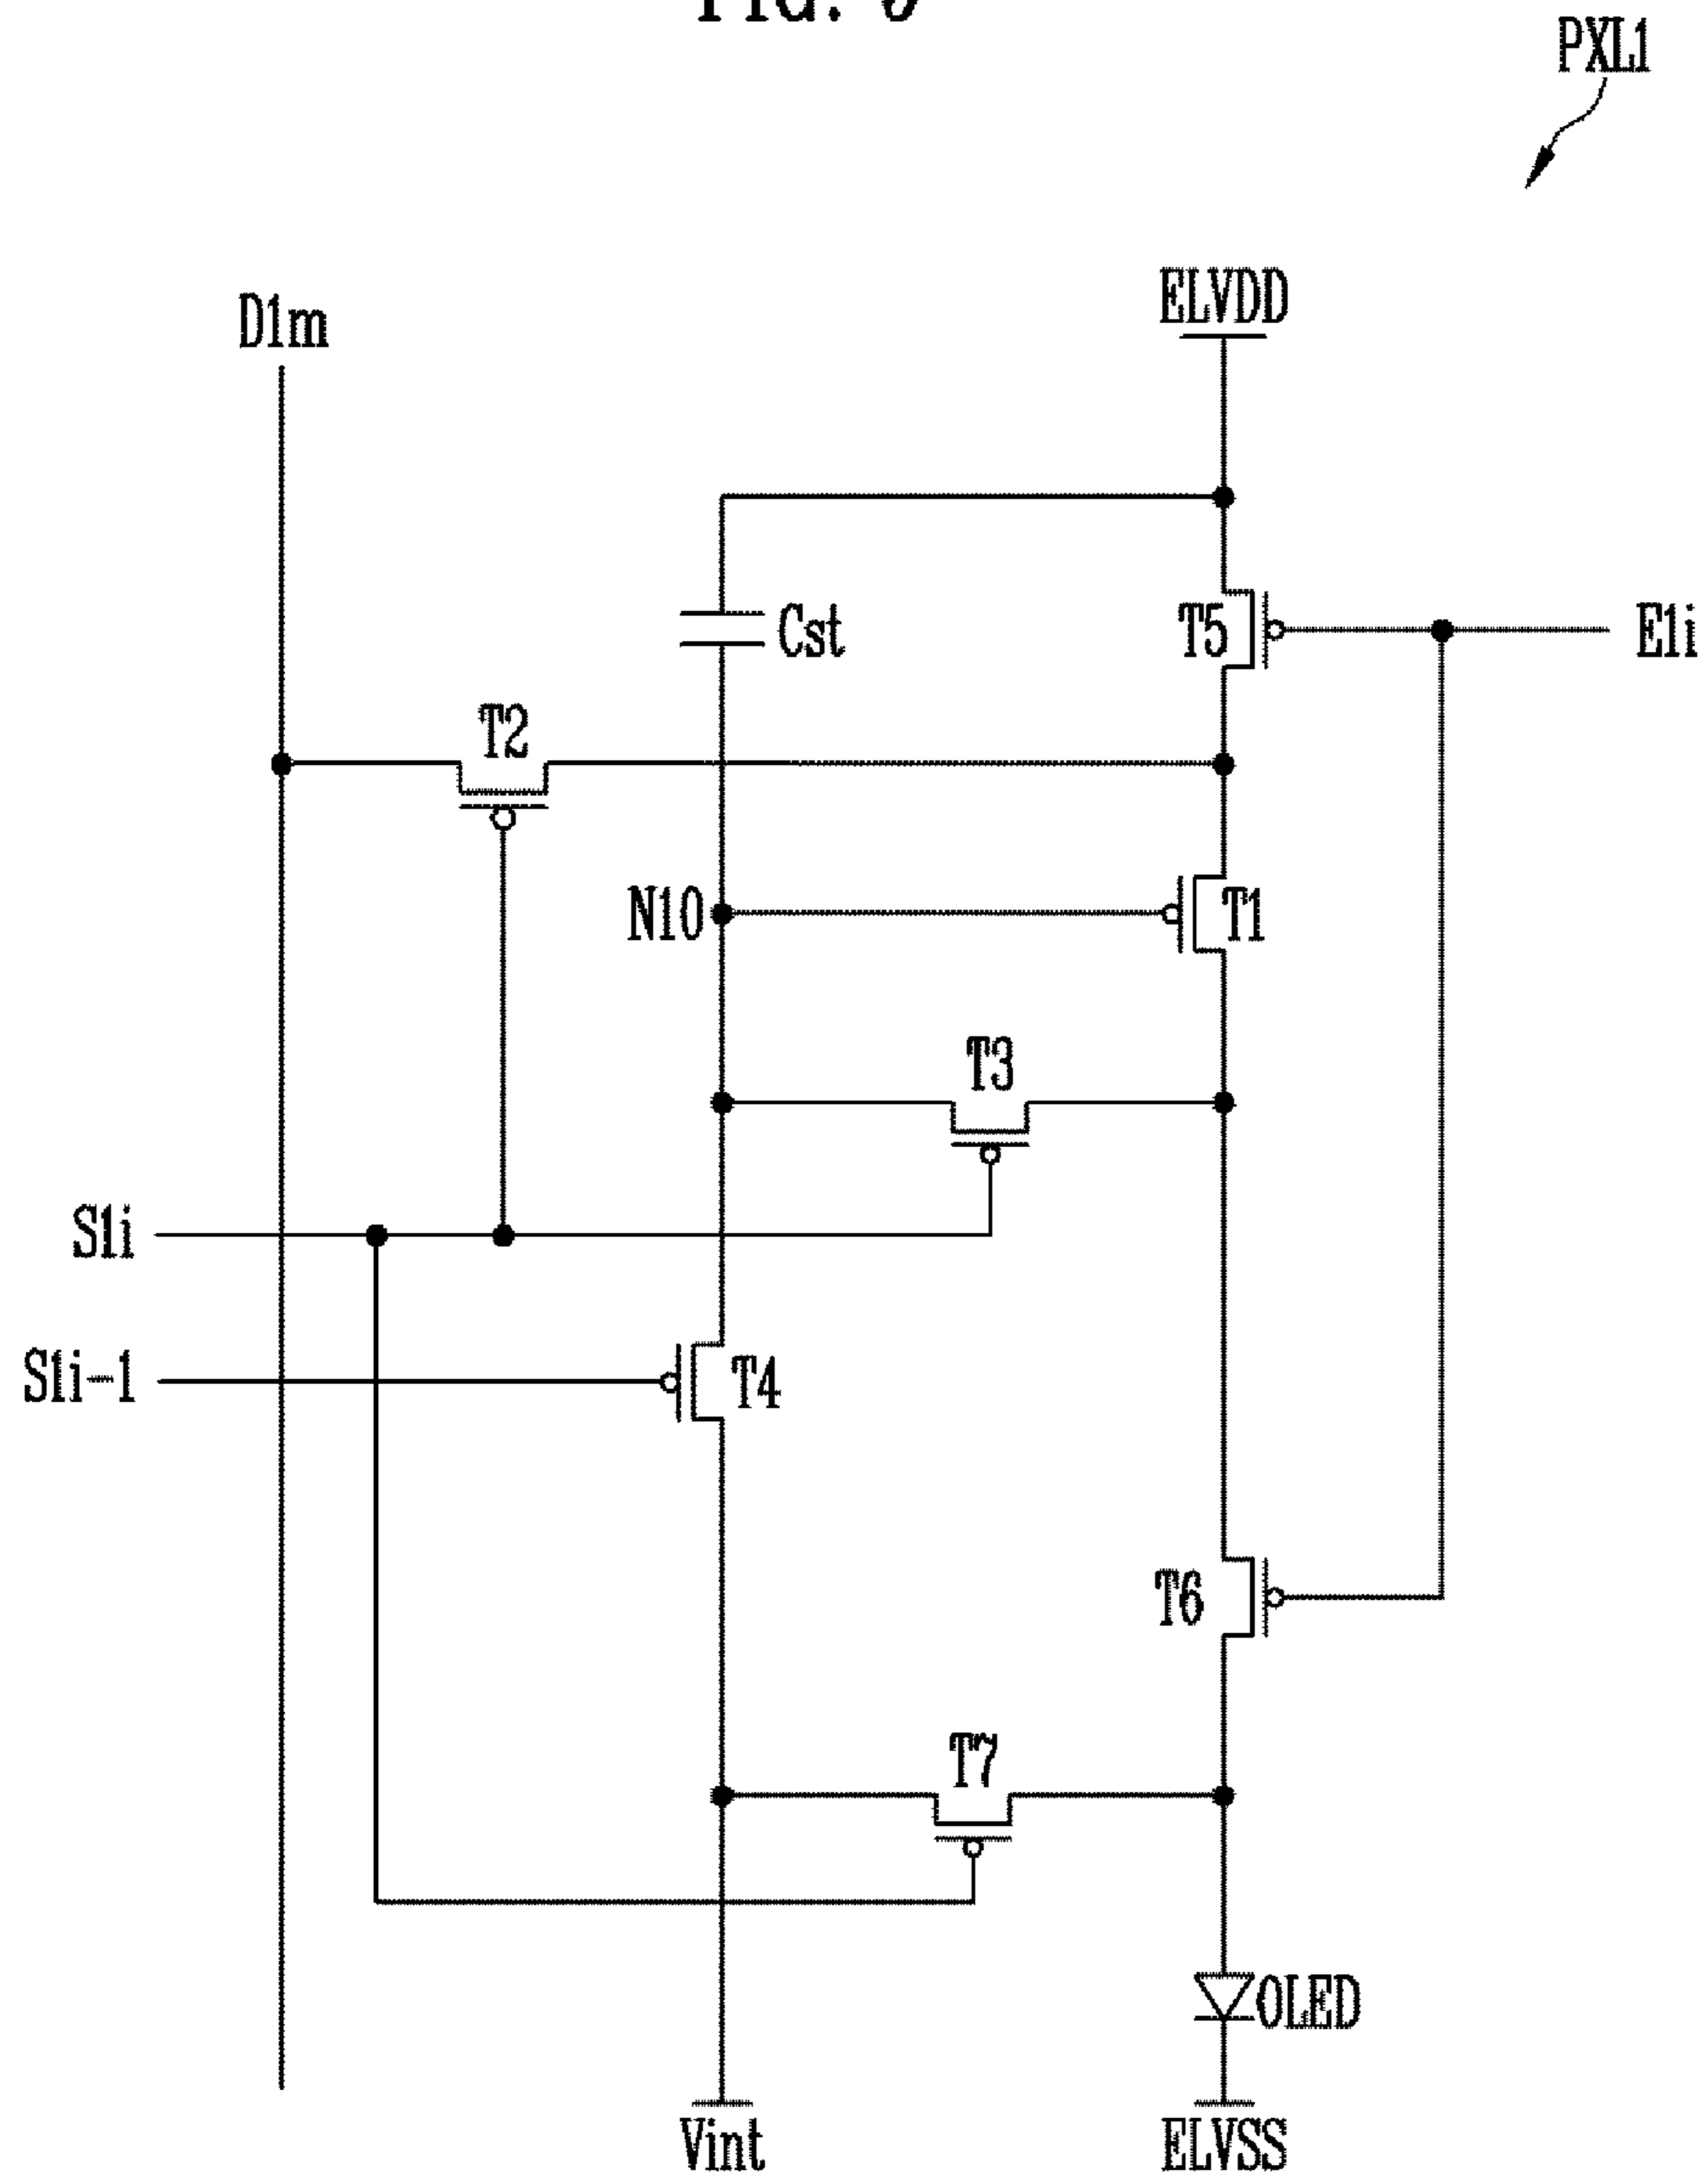 PXL1
ELVDD
D1m
Cst
T5
E1i
T2
N10
T1
T3
S1i
S1i-1
T4
T6
T7
OLED
Vint
ELVSS